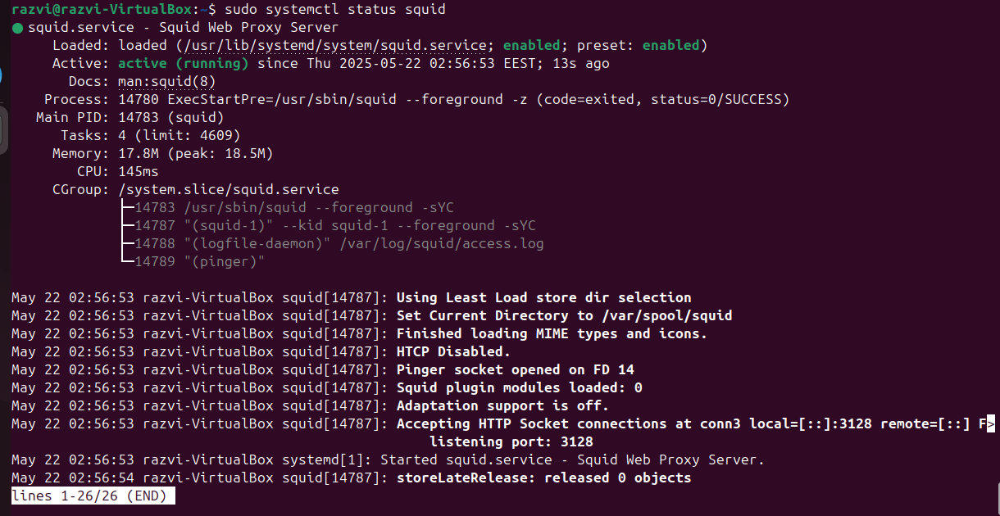 razvi@razvi-VirtualBox:~$ sudo systemctl status squid
● squid.service - Squid Web Proxy Server
     Loaded: loaded (/usr/lib/systemd/system/squid.service; enabled; preset: enabled)
     Active: active (running) since Thu 2025-05-22 02:56:53 EEST; 13s ago
       Docs: man:squid(8)
    Process: 14780 ExecStartPre=/usr/sbin/squid --foreground -z (code=exited, status=0/SUCCESS)
   Main PID: 14783 (squid)
      Tasks: 4 (limit: 4609)
     Memory: 17.8M (peak: 18.5M)
        CPU: 145ms
     CGroup: /system.slice/squid.service
             ├─14783 /usr/sbin/squid --foreground -sYC
             ├─14787 "(squid-1)" --kid squid-1 --foreground -sYC
             ├─14788 "(logfile-daemon)" /var/log/squid/access.log
             └─14789 "(pinger)"

May 22 02:56:53 razvi-VirtualBox squid[14787]: Using Least Load store dir selection
May 22 02:56:53 razvi-VirtualBox squid[14787]: Set Current Directory to /var/spool/squid
May 22 02:56:53 razvi-VirtualBox squid[14787]: Finished loading MIME types and icons.
May 22 02:56:53 razvi-VirtualBox squid[14787]: HTCP Disabled.
May 22 02:56:53 razvi-VirtualBox squid[14787]: Pinger socket opened on FD 14
May 22 02:56:53 razvi-VirtualBox squid[14787]: Squid plugin modules loaded: 0
May 22 02:56:53 razvi-VirtualBox squid[14787]: Adaptation support is off.
May 22 02:56:53 razvi-VirtualBox squid[14787]: Accepting HTTP Socket connections at conn3 local=[::]:3128 remote=[::] F>
                                                   listening port: 3128
May 22 02:56:53 razvi-VirtualBox systemd[1]: Started squid.service - Squid Web Proxy Server.
May 22 02:56:54 razvi-VirtualBox squid[14787]: storeLateRelease: released 0 objects
lines 1-26/26 (END)